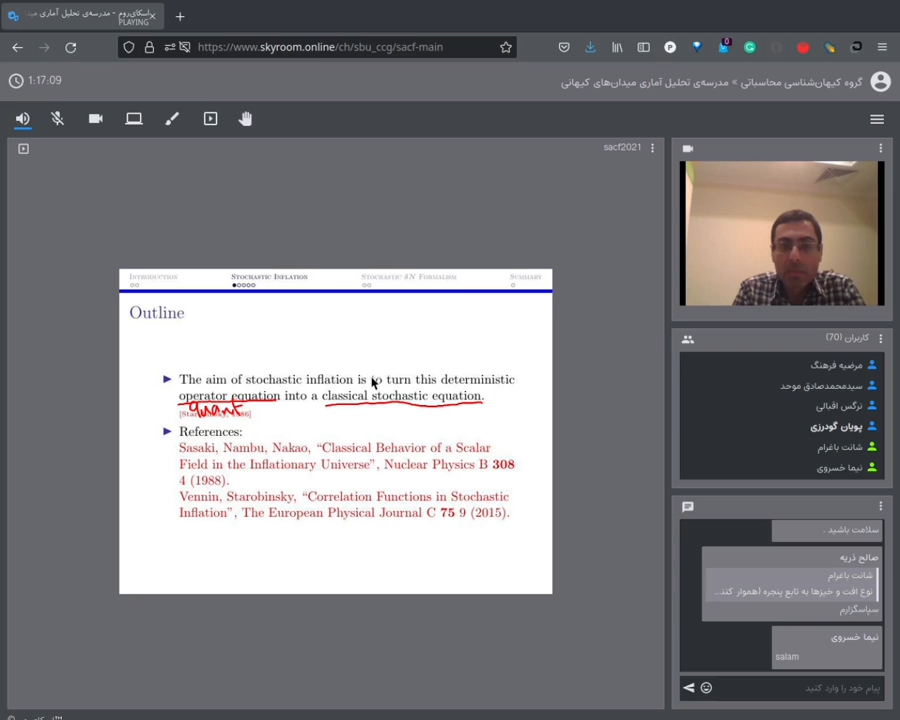 اسکای‌روم - مدرسه‌ی تحلیل آماری
PLAYING
https://www.skyroom.online/ch/sbu_ccg/sacf-main
0
1:17:09
گروه کیهان‌شناسی محاسباتی » مدرسه‌ی تحلیل آماری میدان‌های کیهانی
sacf2021
INTRODUCTION
STOCHASTIC INFLATION
STOCHASTIC δN FORMALISM
SUMMARY
Outline
The aim of stochastic inflation is to turn this deterministic
operator equation into a classical stochastic equation.
quant
References:
Sasaki, Nambu, Nakao, “Classical Behavior of a Scalar
Field in the Inflationary Universe”, Nuclear Physics B 308
4 (1988).
Vennin, Starobinsky, “Correlation Functions in Stochastic
Inflation”, The European Physical Journal C 75 9 (2015).
کاربران (70)
مرضیه فرهنگ
سیدمحمدصادق موحد
نرگس اقبالی
پویان گودرزی
شانت باغرام
نیما خسروی
سلامت باشید .
صالح ذریه
شانت باغرام
نوع افت و خیزها به تابع پنجره اهموار کنند...
سپاسگزارم
نیما خسروی
salam
پیام خود را وارد کنید